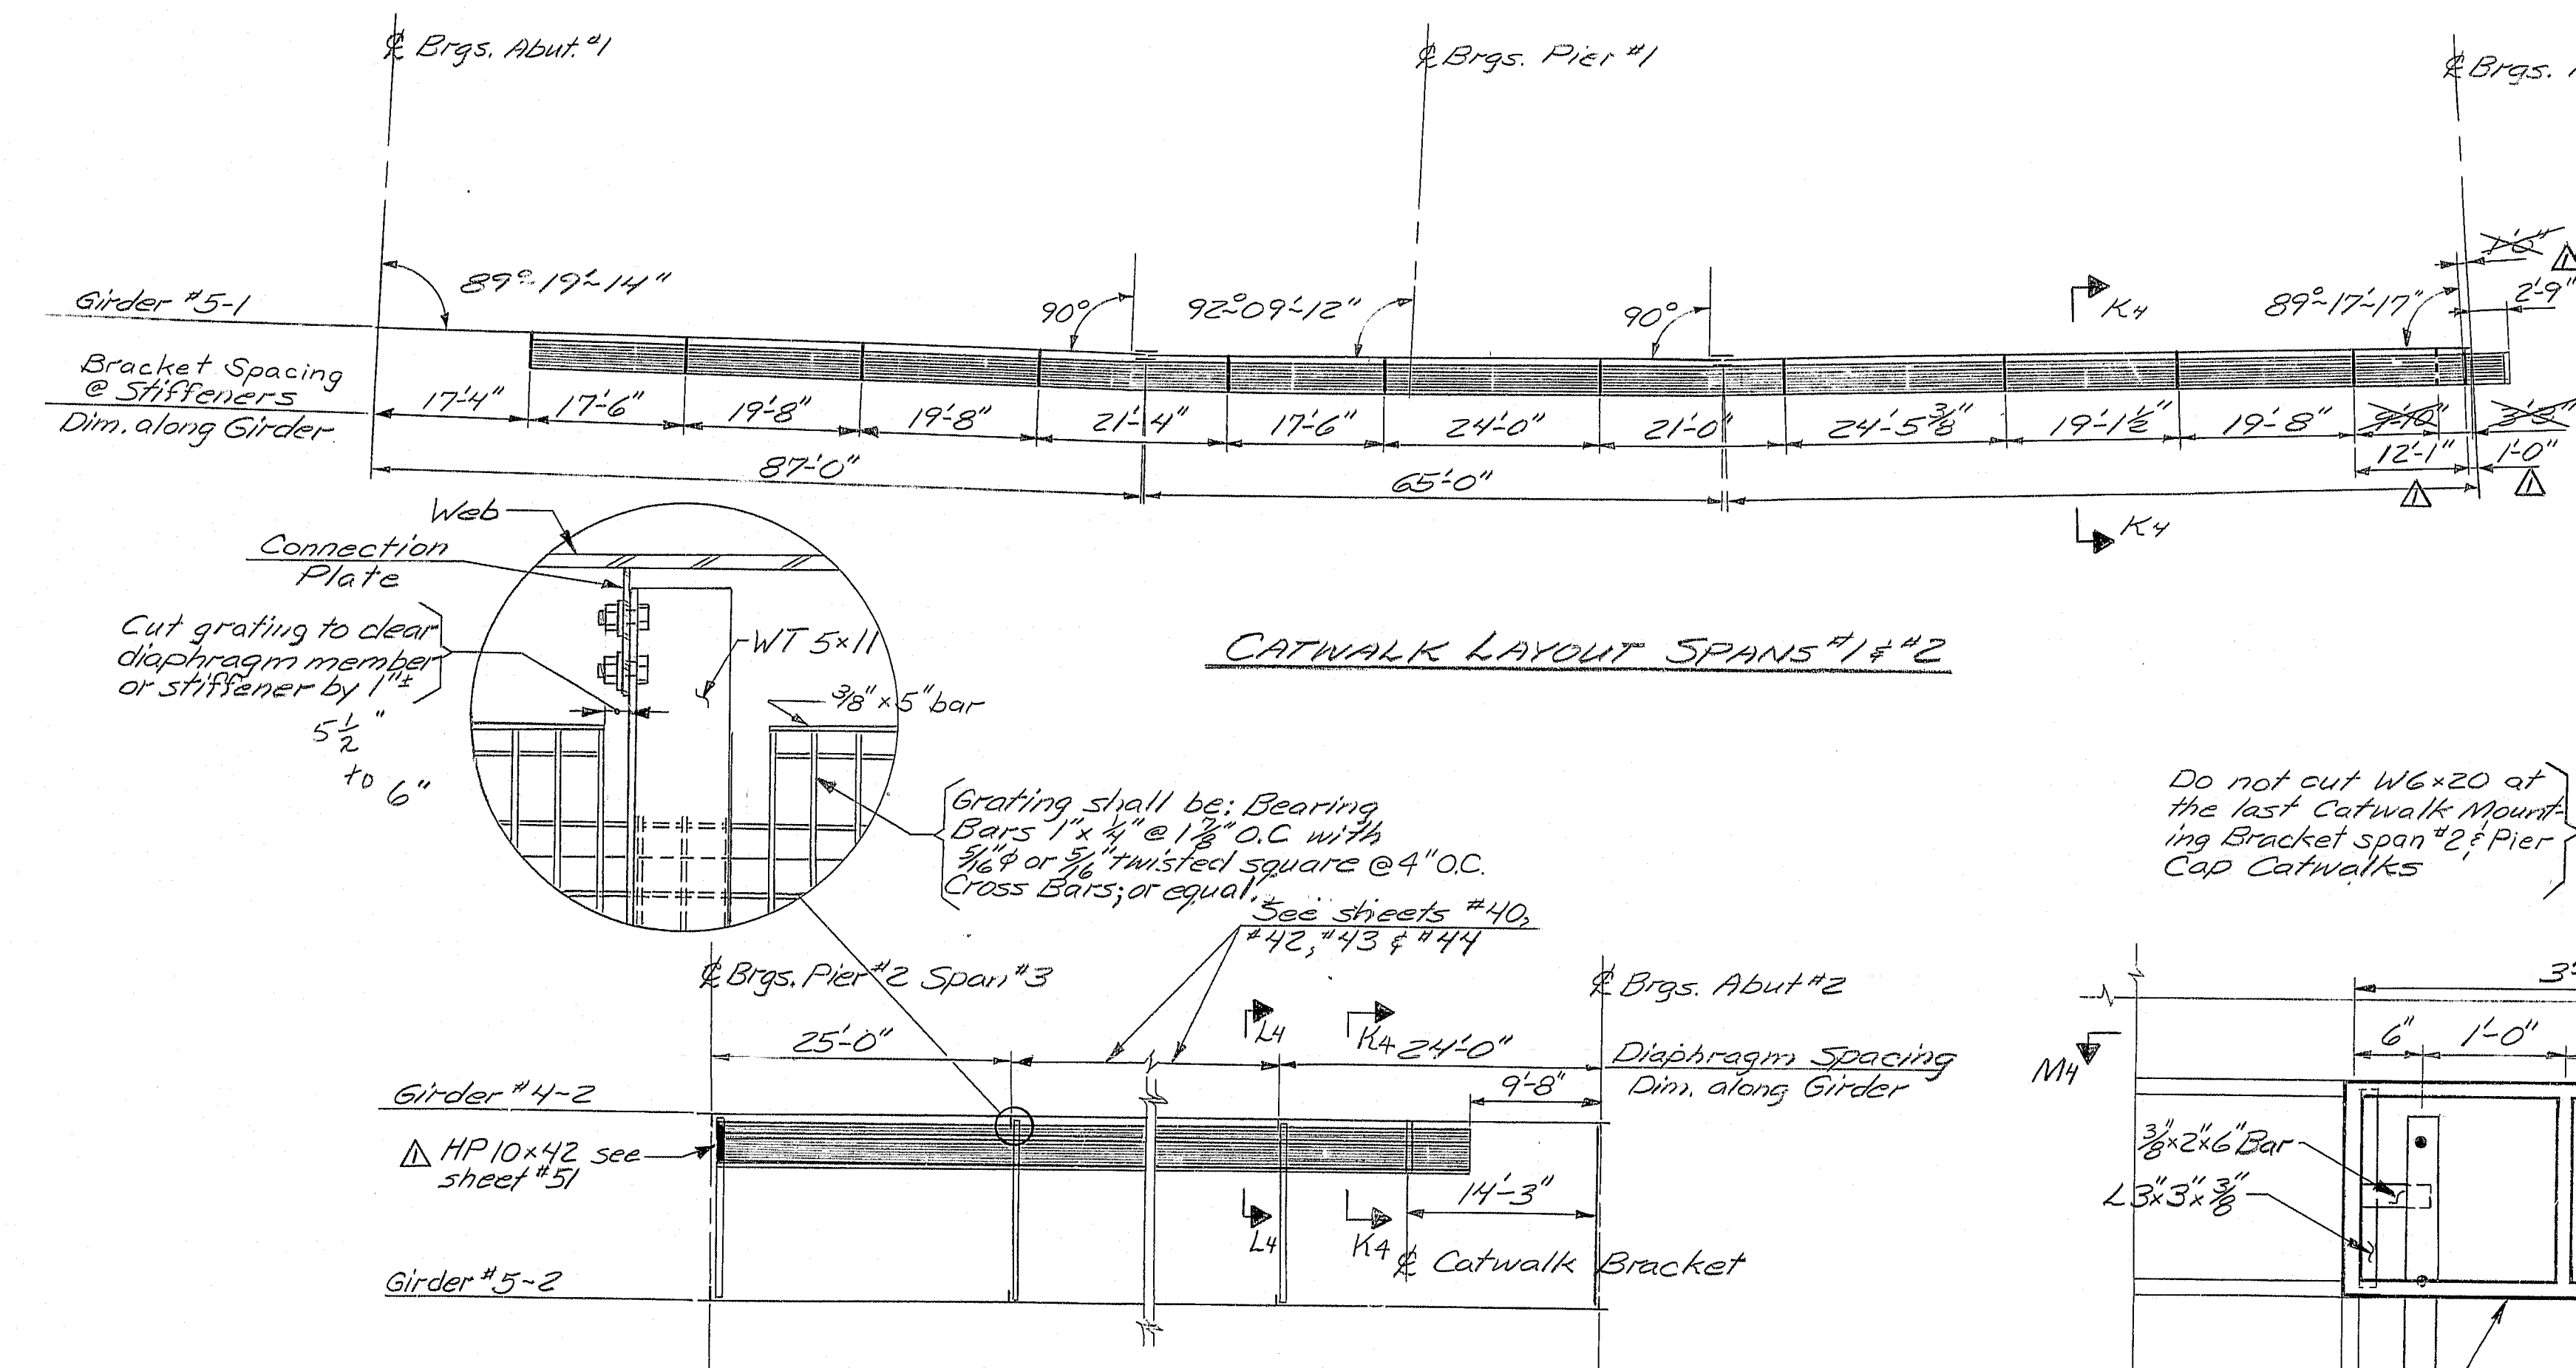 ℄ Brgs. Abut. #1
℄ Brgs. Pier #1
℄ Brgs.
1'-0"
2'-9"
Girder #5-1
89°-19'-14"
90°
92°-09'-12"
90°
K4
89°-17'-17"
Bracket Spacing
@ Stiffeners
Dim. along Girder
17'-4"
17'-6"
19'-8"
19'-8"
21'-4"
17'-6"
24'-0"
21'-0"
24'-5 3/8"
19'-1 1/2"
19'-8"
9'-10"
12'-1"
1'-0"
87'-0"
65'-0"
K4
Web
Connection
Plate
Cut grating to clear
diaphragm member
or stiffener by 1"±
5 1/2"
to 6"
WT 5×11
3/8" × 5" bar
CATWALK LAYOUT SPANS #1 & #2
Grating shall be: Bearing
Bars 1" × 1/4" @ 1 7/8" O.C with
5/16" ϕ or 5/16" twisted square @ 4" O.C.
Cross Bars; or equal.
See sheets #40,
#42, #43 & #44
Do not cut W6×20 at
the last Catwalk Mount-
ing Bracket span #2 & Pier
Cap Catwalks
℄ Brgs. Pier #2 Span #3
℄ Brgs. Abut #2
25'-0"
L4
K4
24'-0"
Diaphragm Spacing
Dim. along Girder
9'-8"
Girder #4-2
1 HP 10×42 see
sheet #51
14'-3"
L4
K4
℄ Catwalk Bracket
Girder #5-2
6"
1'-0"
M4
3/8 × 2" × 6" Bar
L 3" × 3" × 3/8"